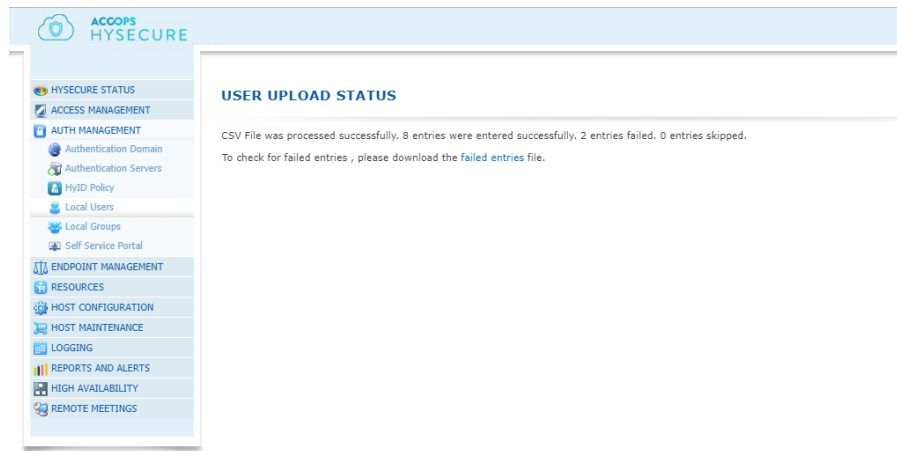 ACCOPS
HYSECURE
HYSECURE STATUS
ACCESS MANAGEMENT
AUTH MANAGEMENT
Authentication Domain
Authentication Servers
HyID Policy
Local Users
Local Groups
Self Service Portal
ENDPOINT MANAGEMENT
RESOURCES
HOST CONFIGURATION
HOST MAINTENANCE
LOGGING
REPORTS AND ALERTS
HIGH AVAILABILITY
REMOTE MEETINGS
USER UPLOAD STATUS
CSV File was processed successfully. 8 entries were entered successfully. 2 entries failed. 0 entries skipped.
To check for failed entries , please download the failed entries file.